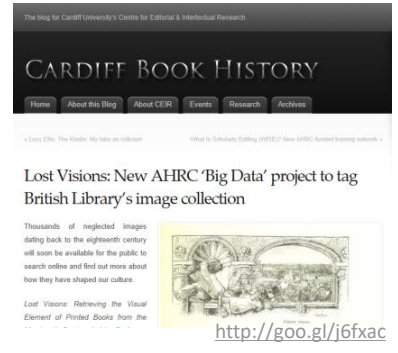 The blog for Cardiff University's Centre for Editorial & Intertextual Research
CARDIFF BOOK HISTORY
Home About this Blog About CEIR Events Research Archives
« Lucy Ellis, The Kindle: My take on criticism What is Scholarly Editing (WiSE)? New AHRC-funded training network »
Lost Visions: New AHRC ‘Big Data’ project to tag
British Library’s image collection
Thousands of neglected images
dating back to the eighteenth century
will soon be available for the public to
search online and find out more about
how they have shaped our culture.
Lost Visions: Retrieving the Visual
Element of Printed Books from the
http://goo.gl/j6fxac